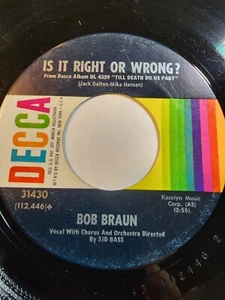 IS IT RIGHT OR WRONG?
From Decca Album DL 4339 "TILL DEATH DO US PART"
(Jack Dalton-Mike Hansen)
DECCA
31430
(112,446)+
Karolyn Music
Corp. (AS)
(2:55)
BOB BRAUN
Vocal With Chorus And Orchestra Directed
By SID BASS